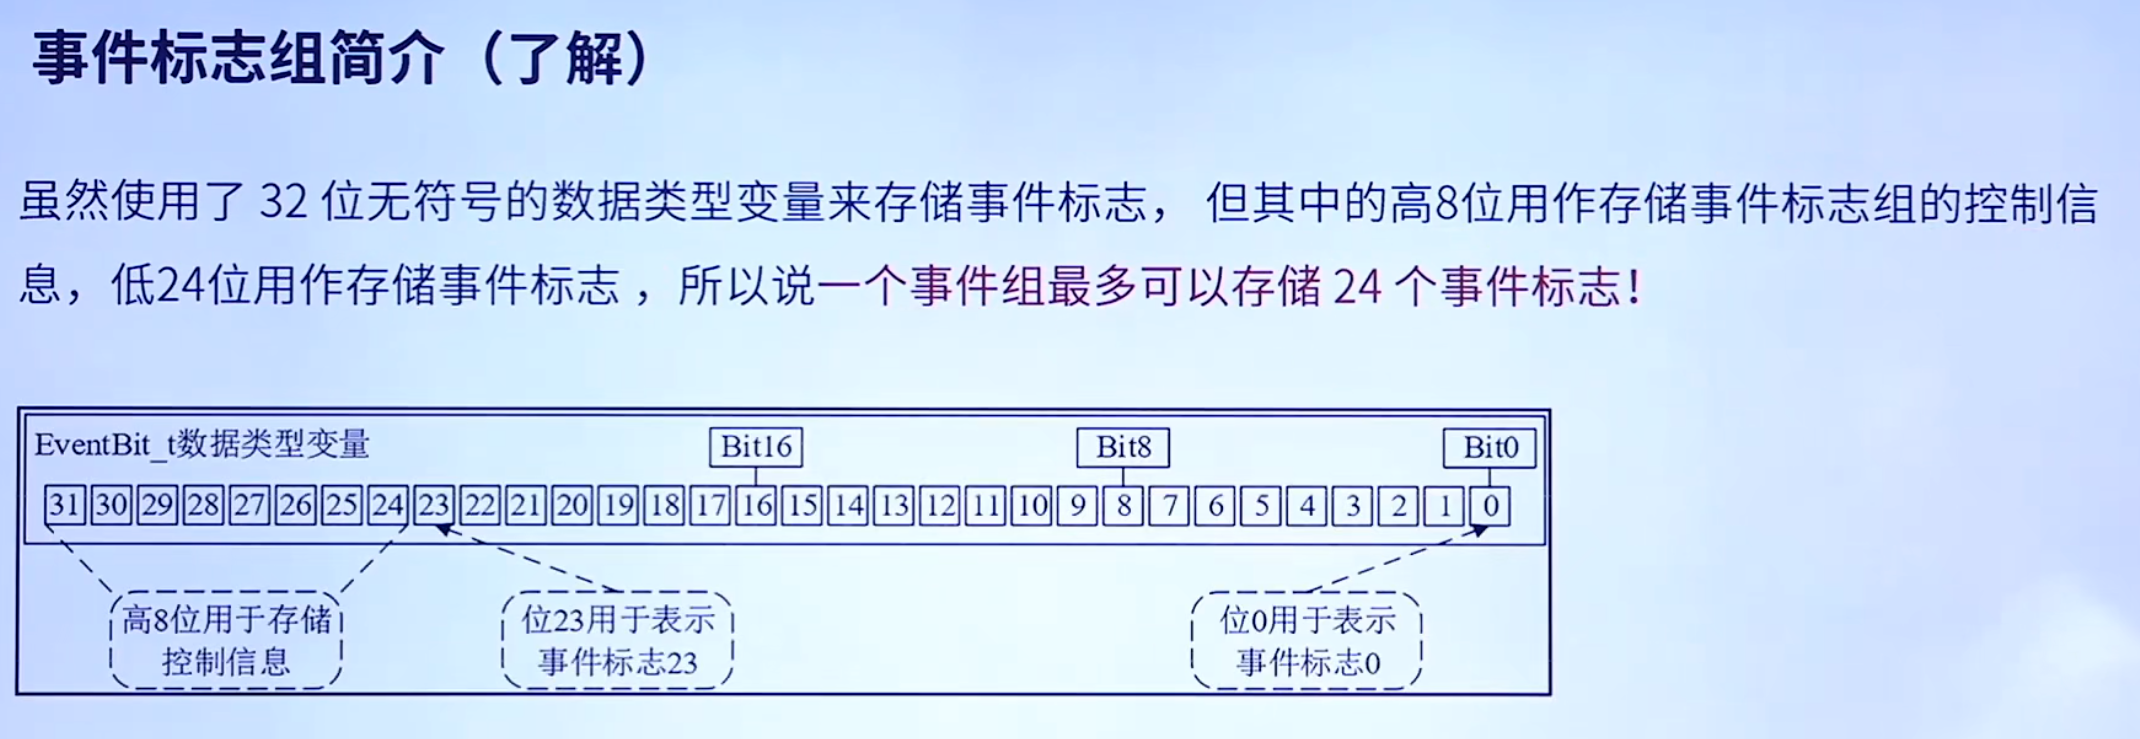 事件标志组简介（了解）
虽然使用了 32 位无符号的数据类型变量来存储事件标志， 但其中的高8位用作存储事件标志组的控制信
息，低24位用作存储事件标志 ，所以说一个事件组最多可以存储 24 个事件标志！
EventBit_t数据类型变量
Bit16
Bit8
Bit0
31 30 29 28 27 26 25 24 23 22 21 20 19 18 17 16 15 14 13 12 11 10 9 8 7 6 5 4 3 2 1 0
高8位用于存储
控制信息
位23用于表示
事件标志23
位0用于表示
事件标志0